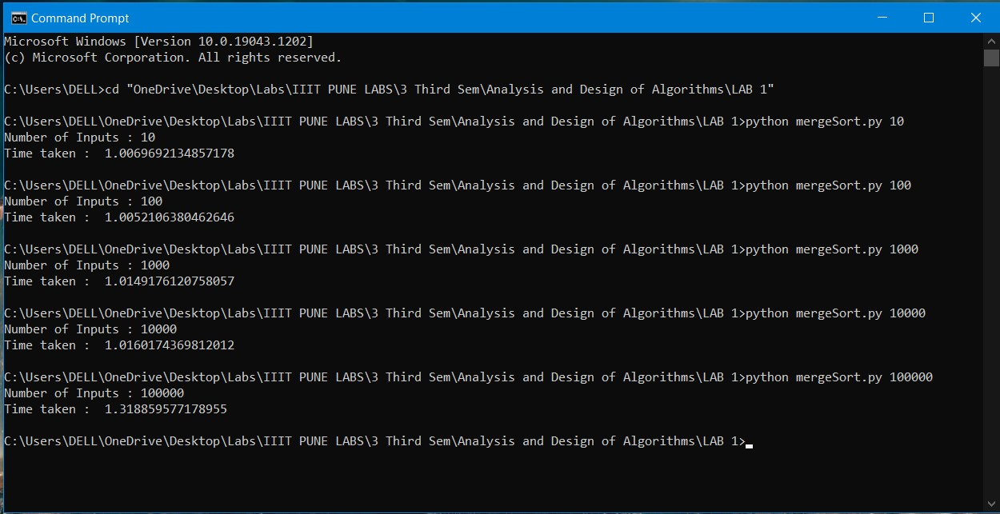 Command Prompt
Microsoft Windows [Version 10.0.19043.1202]
(c) Microsoft Corporation. All rights reserved.
C:\Users\DELL>cd "OneDrive\Desktop\Labs\IIIT PUNE LABS\3 Third Sem\Analysis and Design of Algorithms\LAB 1"
C:\Users\DELL\OneDrive\Desktop\Labs\IIIT PUNE LABS\3 Third Sem\Analysis and Design of Algorithms\LAB 1>python mergeSort.py 10
Number of Inputs : 10
Time taken :  1.0069692134857178
C:\Users\DELL\OneDrive\Desktop\Labs\IIIT PUNE LABS\3 Third Sem\Analysis and Design of Algorithms\LAB 1>python mergeSort.py 100
Number of Inputs : 100
Time taken :  1.0052106380462646
C:\Users\DELL\OneDrive\Desktop\Labs\IIIT PUNE LABS\3 Third Sem\Analysis and Design of Algorithms\LAB 1>python mergeSort.py 1000
Number of Inputs : 1000
Time taken :  1.0149176120758057
C:\Users\DELL\OneDrive\Desktop\Labs\IIIT PUNE LABS\3 Third Sem\Analysis and Design of Algorithms\LAB 1>python mergeSort.py 10000
Number of Inputs : 10000
Time taken :  1.0160174369812012
C:\Users\DELL\OneDrive\Desktop\Labs\IIIT PUNE LABS\3 Third Sem\Analysis and Design of Algorithms\LAB 1>python mergeSort.py 100000
Number of Inputs : 100000
Time taken :  1.318859577178955
C:\Users\DELL\OneDrive\Desktop\Labs\IIIT PUNE LABS\3 Third Sem\Analysis and Design of Algorithms\LAB 1>